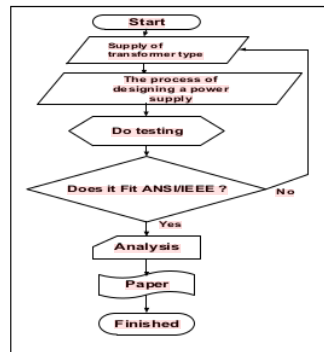 Start
Supply of
transformer type
The process of
designing a power
supply
Do testing
Does it Fit ANSI/IEEE ?
No
Yes
Analysis
Paper
Finished